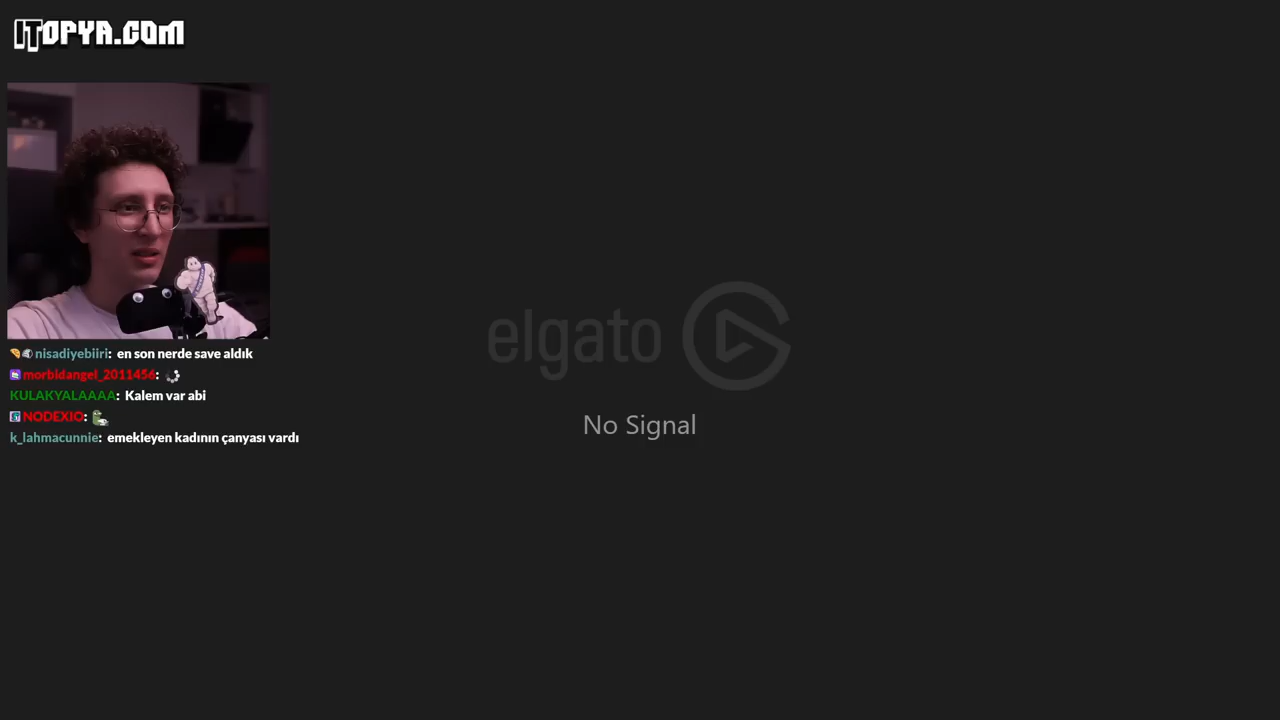 ITOPYA.COM
nisadiyebiiri: en son nerde save aldık
morbidangel_2011456:
KULAKYALAAAA: Kalem var abi
NODEXIO:
k_lahmacunnie: emekleyen kadının çanyası vardı
elgato
No Signal